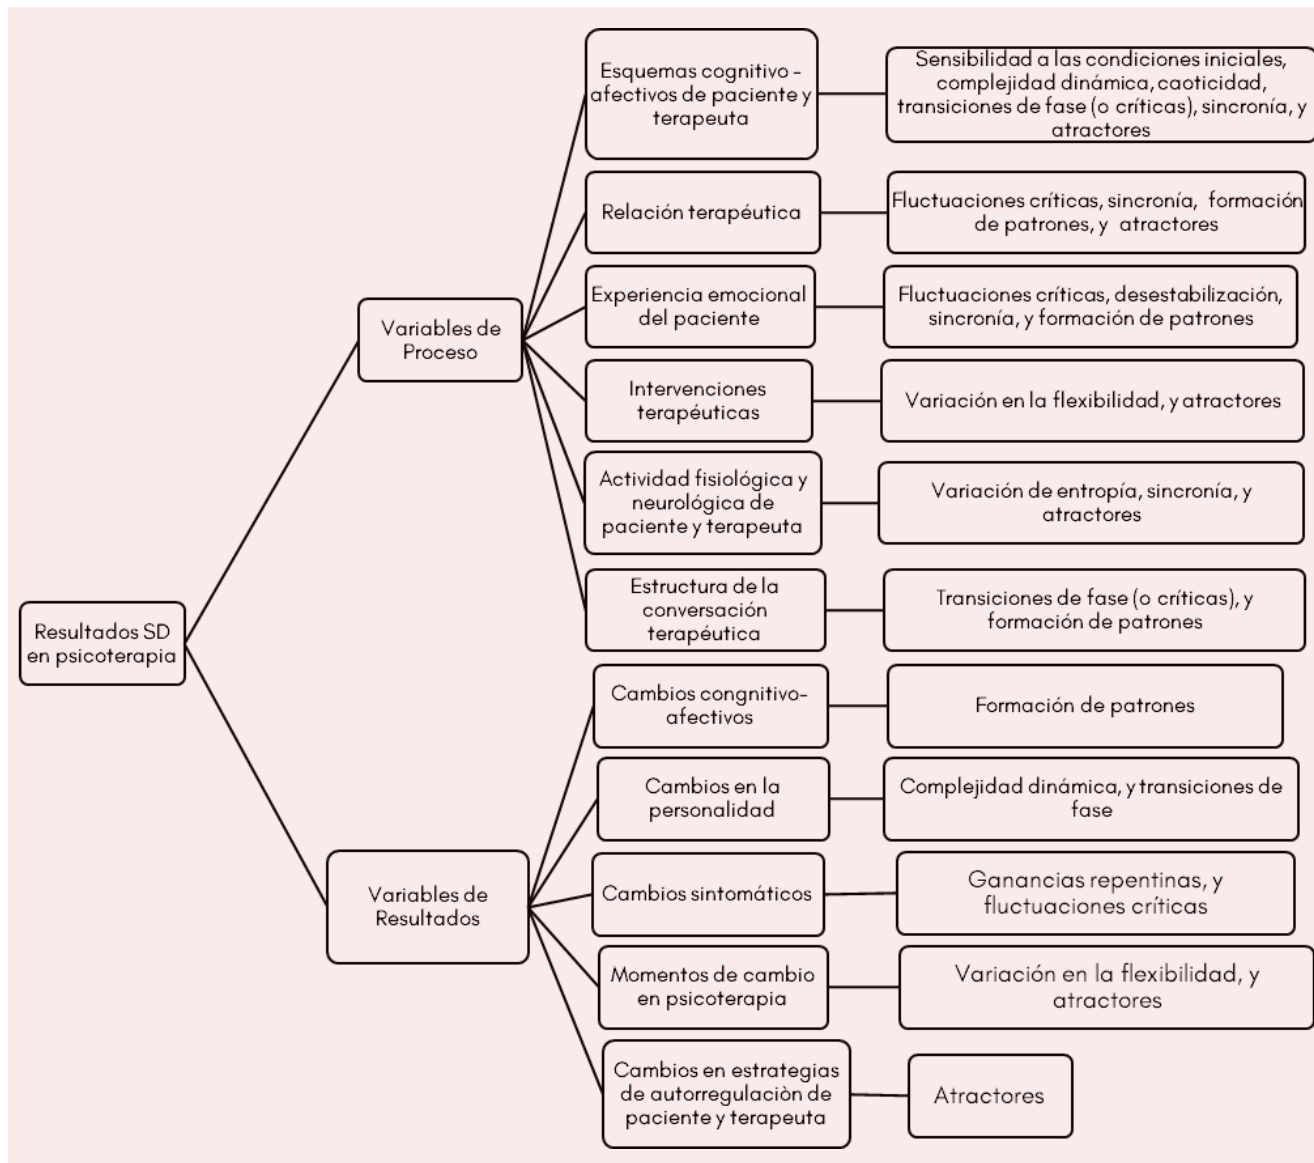 Resultados SD
en psicoterapia
Variables de
Proceso
Esquemas cognitivo -
afectivos de paciente y
terapeuta
Sensibilidad a las condiciones iniciales,
complejidad dinámica, caoticidad,
transiciones de fase (o críticas), sincronía, y
atractores
Relación terapéutica
Fluctuaciones críticas, sincronía, formación
de patrones, y atractores
Experiencia emocional
del paciente
Fluctuaciones críticas, desestabilización,
sincronía, y formación de patrones
Intervenciones
terapéuticas
Variación en la flexibilidad, y atractores
Actividad fisiológica y
neurológica de
paciente y terapeuta
Variación de entropía, sincronía, y
atractores
Estructura de la
conversación
terapéutica
Transiciones de fase (o críticas), y
formación de patrones
Variables de
Resultados
Cambios congnitivo-
afectivos
Formación de patrones
Cambios en la
personalidad
Complejidad dinámica, y transiciones de
fase
Cambios sintomáticos
Ganancias repentinas, y
fluctuaciones críticas
Momentos de cambio
en psicoterapia
Variación en la flexibilidad, y
atractores
Cambios en estrategias
de autorregulaciòn de
paciente y terapeuta
Atractores